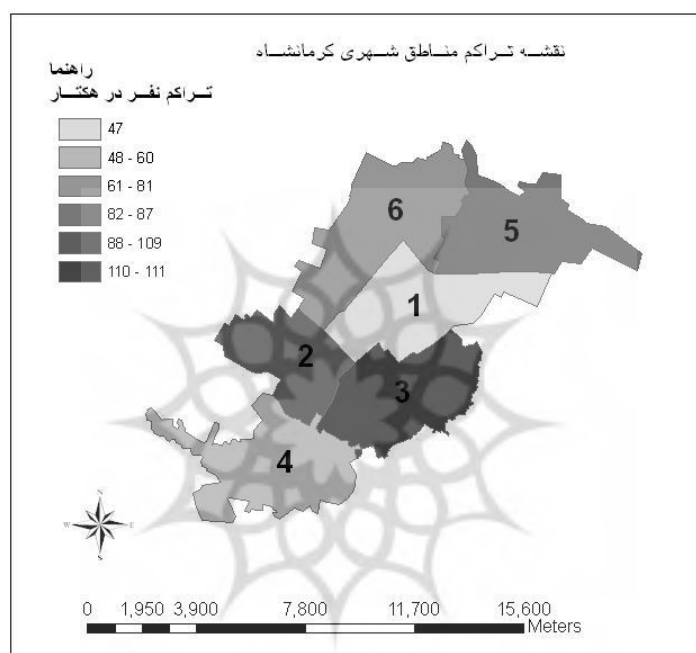 نقشه تراکم مناطق شهری کرمانشاه
راهنما
تراکم نفر در هکتار
47
48 - 60
61 - 81
82 - 87
88 - 109
110 - 111
6
5
1
2
3
4
N
W
E
S
0 1,950 3,900 7,800 11,700 15,600
Meters